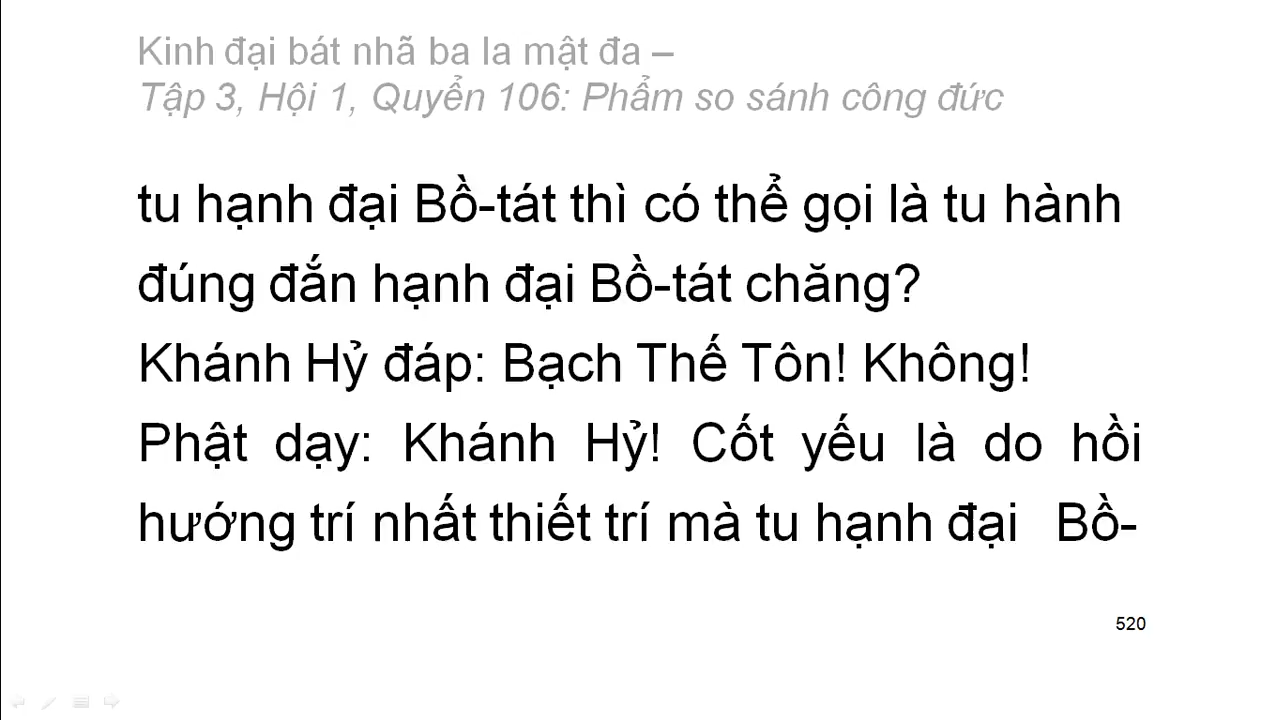 Kinh đại bát nhã ba la mật đa –
Tập 3, Hội 1, Quyển 106: Phẩm so sánh công đức
tu hạnh đại Bồ-tát thì có thể gọi là tu hành
đúng đắn hạnh đại Bồ-tát chăng?
Khánh Hỷ đáp: Bạch Thế Tôn! Không!
Phật dạy: Khánh Hỷ! Cốt yếu là do hồi
hướng trí nhất thiết trí mà tu hạnh đại Bồ-
520